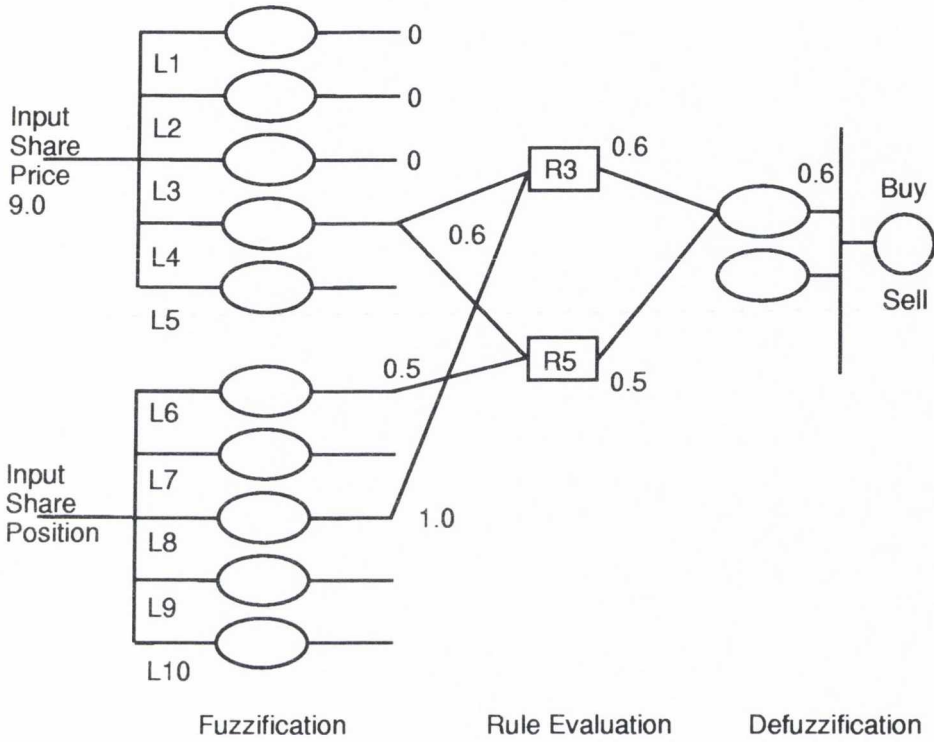 0
L1
0
L2
Input
Share
Price
9.0
0
L3
L4
L5
0.6
R3
0.6
0.6
Buy
Sell
0.5
R5
0.5
L6
L7
Input
Share
Position
1.0
L8
L9
L10
Fuzzification
Rule Evaluation
Defuzzification